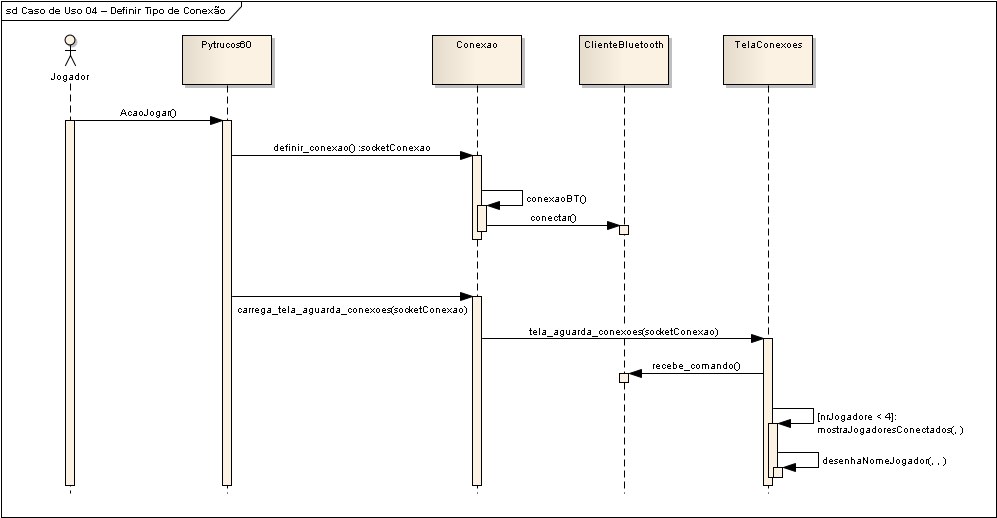 sd Caso de Uso 04 – Definir Tipo de Conexão
Jogador
Pytrucos60
Conexao
ClienteBluetooth
TelaConexoes
AcaoJogar()
definir_conexao() :socketConexao
conexaoBT()
conectar()
carrega_tela_aguarda_conexoes(socketConexao)
tela_aguarda_conexoes(socketConexao)
recebe_comando()
[nrJogadore < 4]:
mostraJogadoresConectados(, )
desenhaNomeJogador(, , )